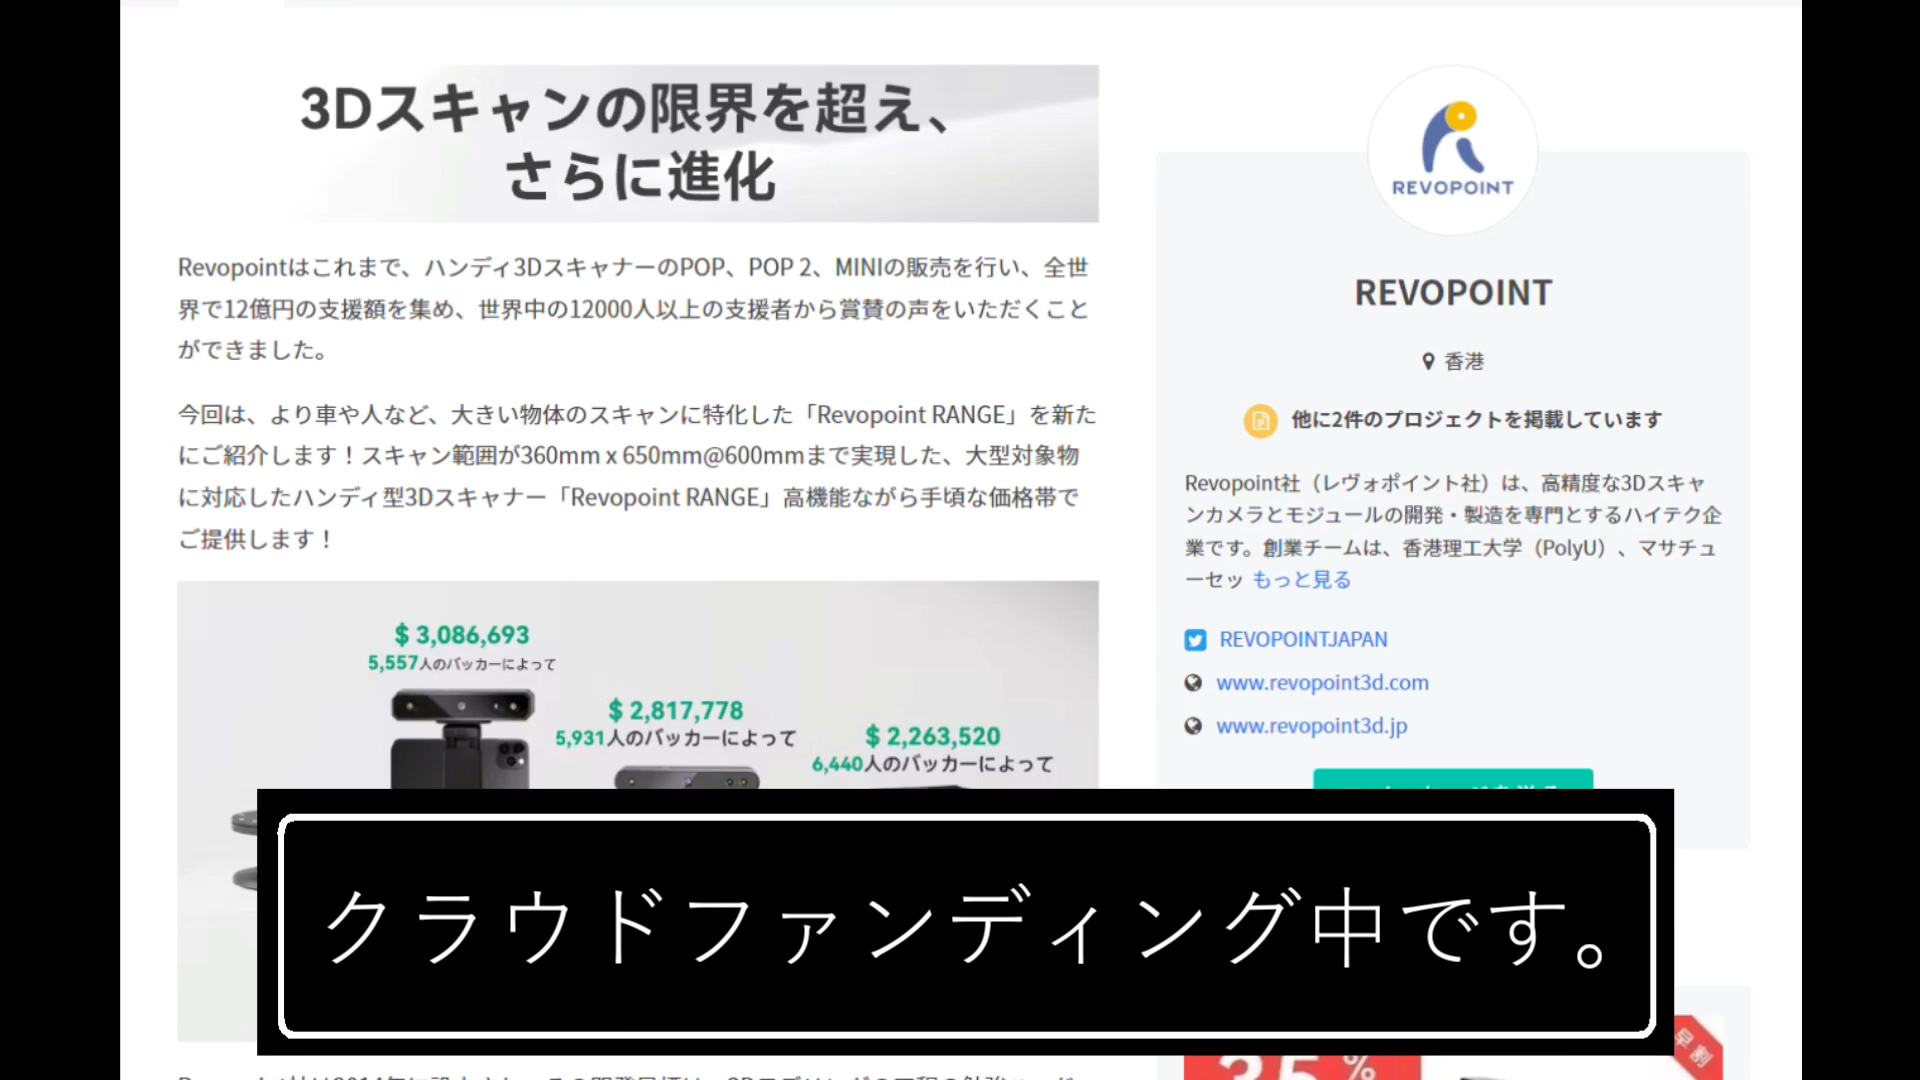 3Dスキャンの限界を超え、
さらに進化
Revopointはこれまで、ハンディ3DスキャナーのPOP、POP 2、MINIの販売を行い、全世
界で12億円の支援額を集め、世界中の12000人以上の支援者から賞賛の声をいただくこと
ができました。
今回は、より車や人など、大きい物体のスキャンに特化した「Revopoint RANGE」を新た
にご紹介します！スキャン範囲が360mm x 650mm@600mmまで実現した、大型対象物
に対応したハンディ型3Dスキャナー「Revopoint RANGE」高機能ながら手頃な価格帯で
ご提供します！
$ 3,086,693
5,557人のバッカーによって
$ 2,817,778
5,931人のバッカーによって
$ 2,263,520
6,440人のバッカーによって
REVOPOINT
REVOPOINT
香港
他に2件のプロジェクトを掲載しています
Revopoint社（レヴォポイント社）は、高精度な3Dスキャ
ンカメラとモジュールの開発・製造を専門とするハイテク企
業です。創業チームは、香港理工大学（PolyU）、マサチュ
ーセッ もっと見る
REVOPOINTJAPAN
www.revopoint3d.com
www.revopoint3d.jp
クラウドファンディング中です。
35%
早割